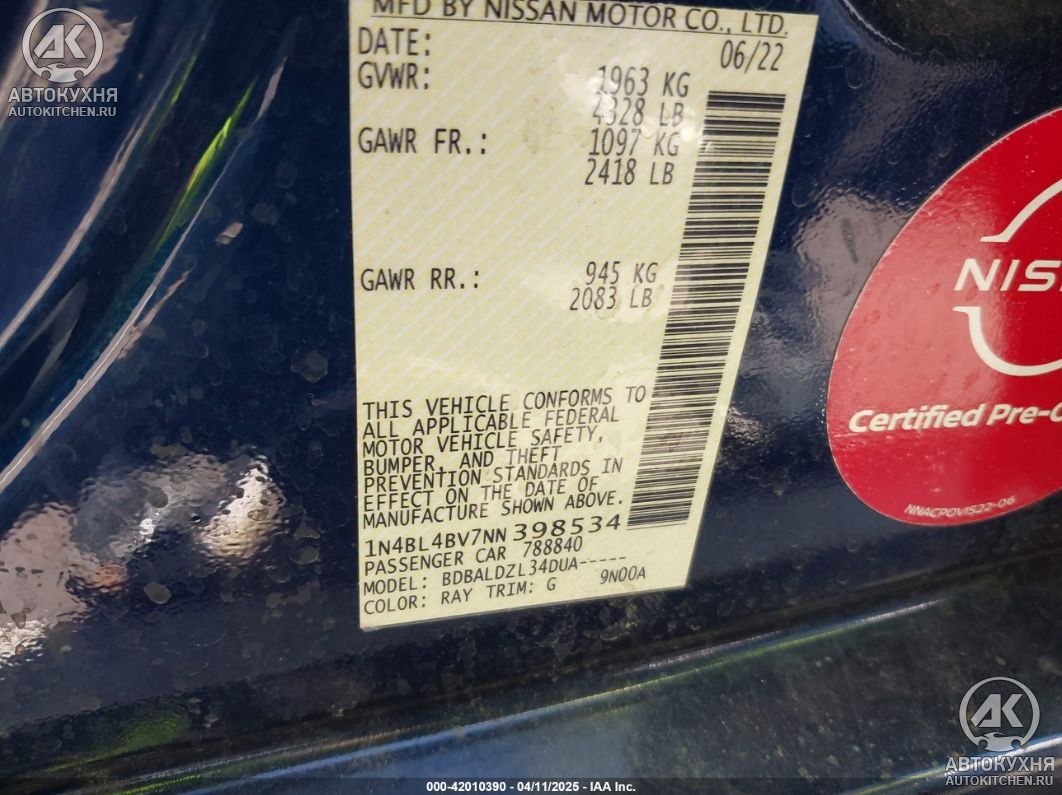 АВТОКУХНЯ
AUTOKITCHEN.RU
MFD BY NISSAN MOTOR CO., LTD.
DATE: 06/22
GVWR: 1963 KG
4328 LB
GAWR FR.: 1097 KG
2418 LB
GAWR RR.: 945 KG
2083 LB
THIS VEHICLE CONFORMS TO
ALL APPLICABLE FEDERAL
MOTOR VEHICLE SAFETY,
BUMPER, AND THEFT
PREVENTION STANDARDS IN
EFFECT ON THE DATE OF
MANUFACTURE SHOWN ABOVE.
1N4BL4BV7NN398534
PASSENGER CAR 788840
MODEL: BDBALDZL34DUA-----
COLOR: RAY TRIM: G 9N00A
NIS
Certified Pre-
NNACPOVIS22-06
АВТОКУХНЯ
AUTOKITCHEN.RU
000-42010390 - 04/11/2025 - IAA Inc.